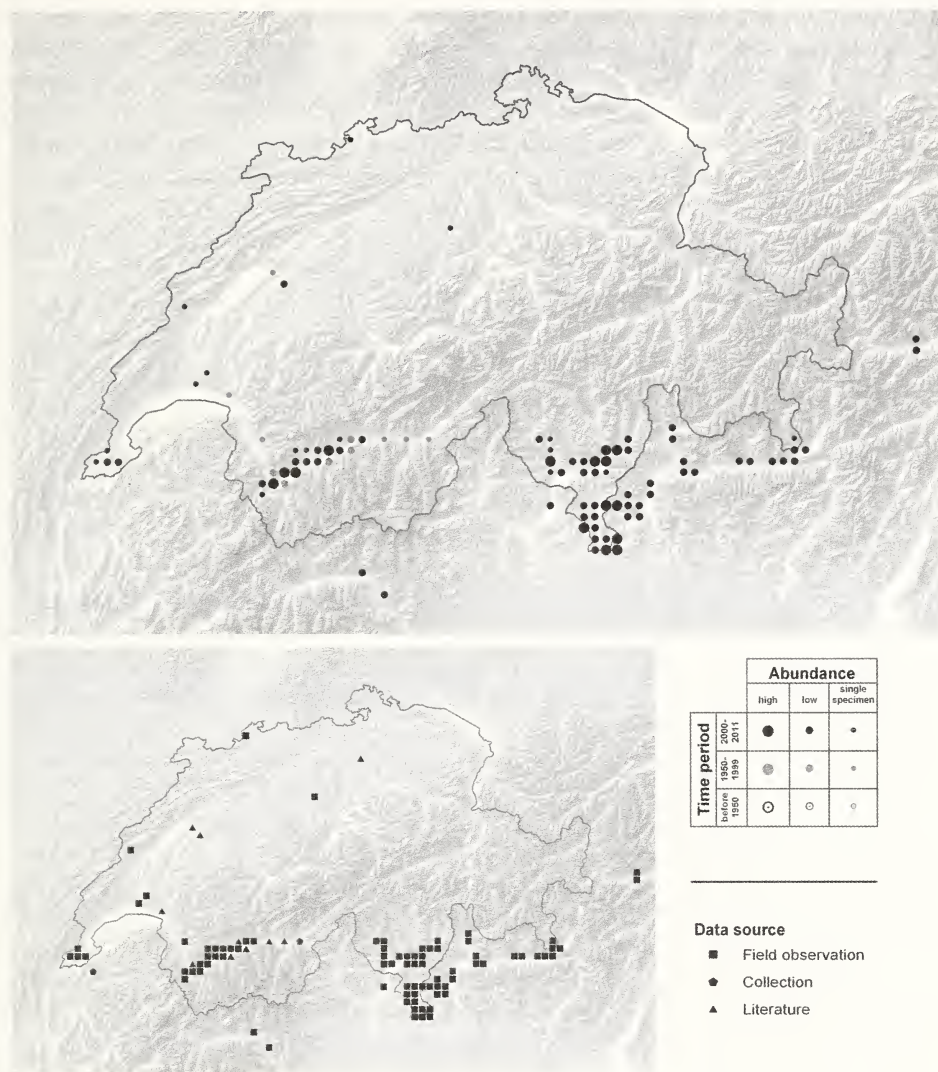 Abundance
high low single specimen
Time period
2000-2011
1950-1999
before 1950
Data source
Field observation
Collection
Literature